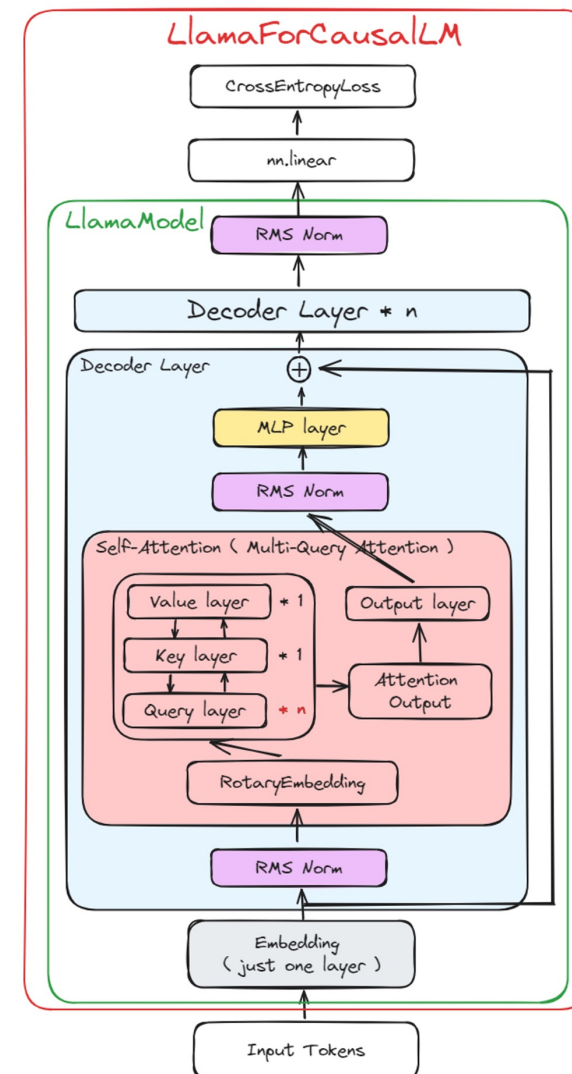 LlamaForCausalLM
CrossEntropyLoss
nn.linear
LlamaModel
RMS Norm
Decoder Layer * n
Decoder Layer
+
MLP layer
RMS Norm
Self-Attention ( Multi-Query Attention )
Value layer * 1
Key layer * 1
Query layer * n
Output layer
Attention
Output
RotaryEmbedding
RMS Norm
Embedding
( just one layer )
Input Tokens